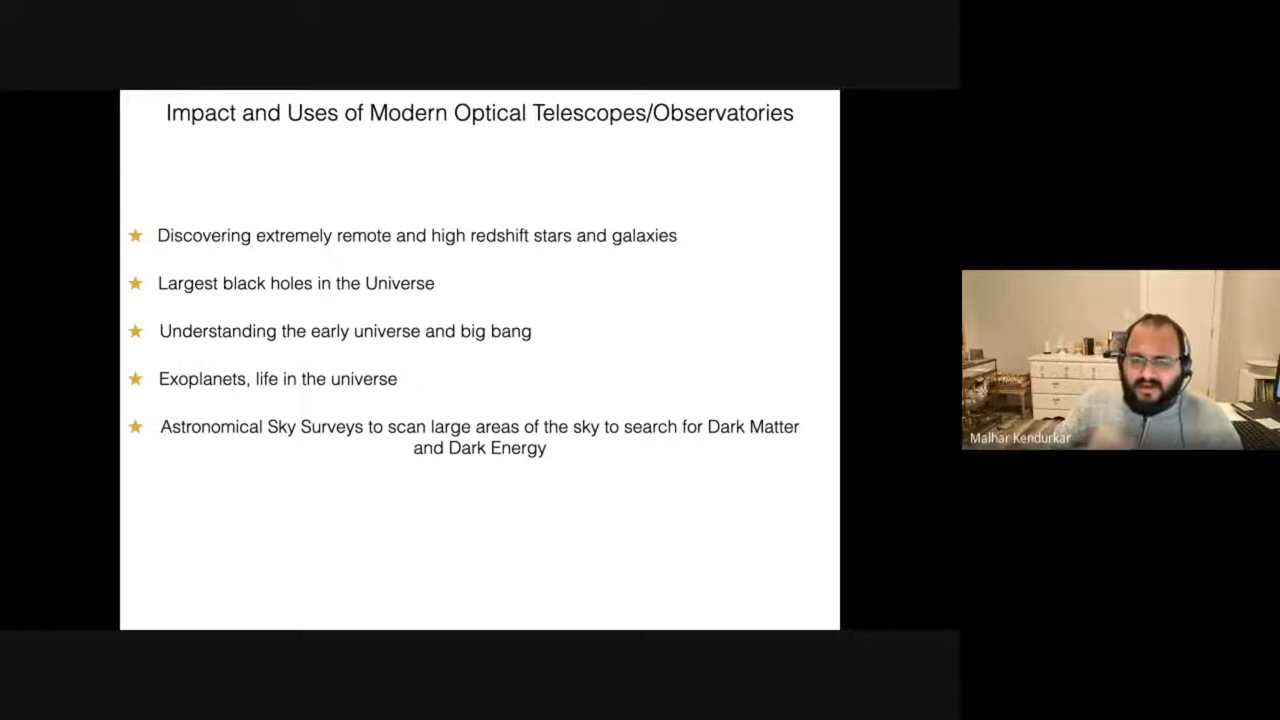 Impact and Uses of Modern Optical Telescopes/Observatories
Discovering extremely remote and high redshift stars and galaxies
Largest black holes in the Universe
Understanding the early universe and big bang
Exoplanets, life in the universe
Astronomical Sky Surveys to scan large areas of the sky to search for Dark Matter
and Dark Energy
Malhar Kendurkar